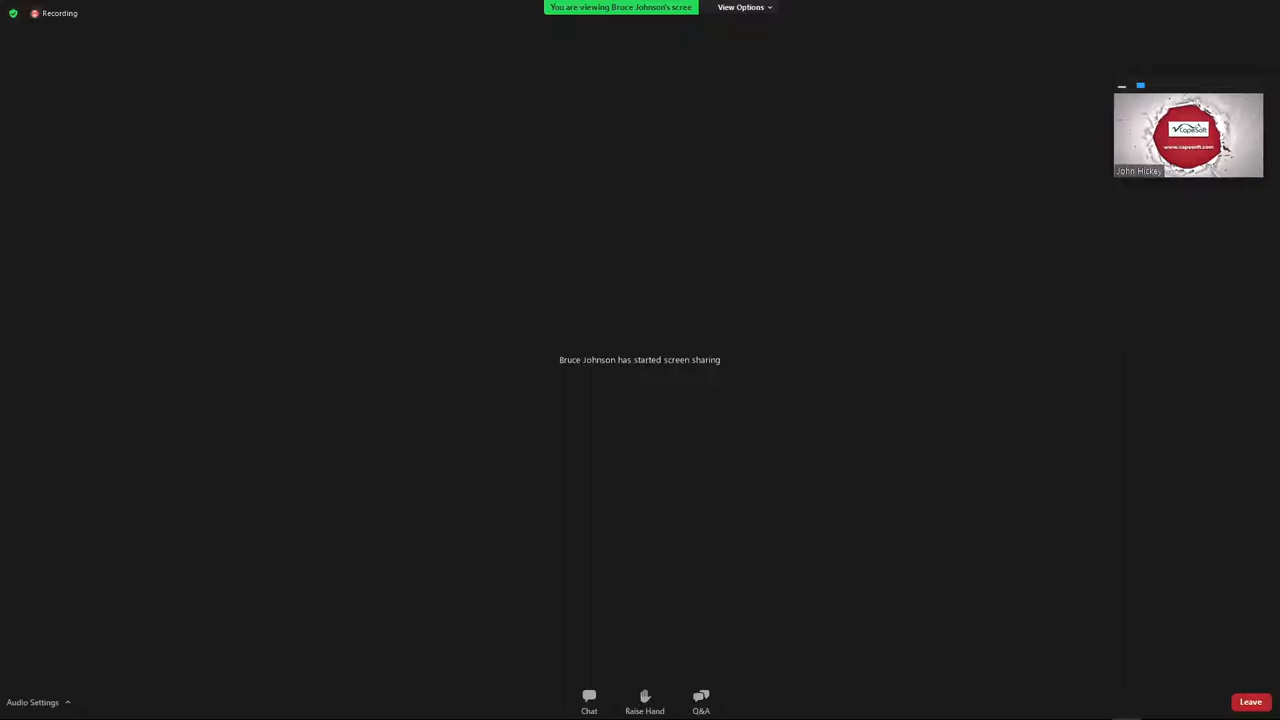 Recording
You are viewing Bruce Johnson's scree
View Options
CapeSoft
www.capesoft.com
John Hickey
Bruce Johnson has started screen sharing
Audio Settings
Chat
Raise Hand
Q&A
Leave